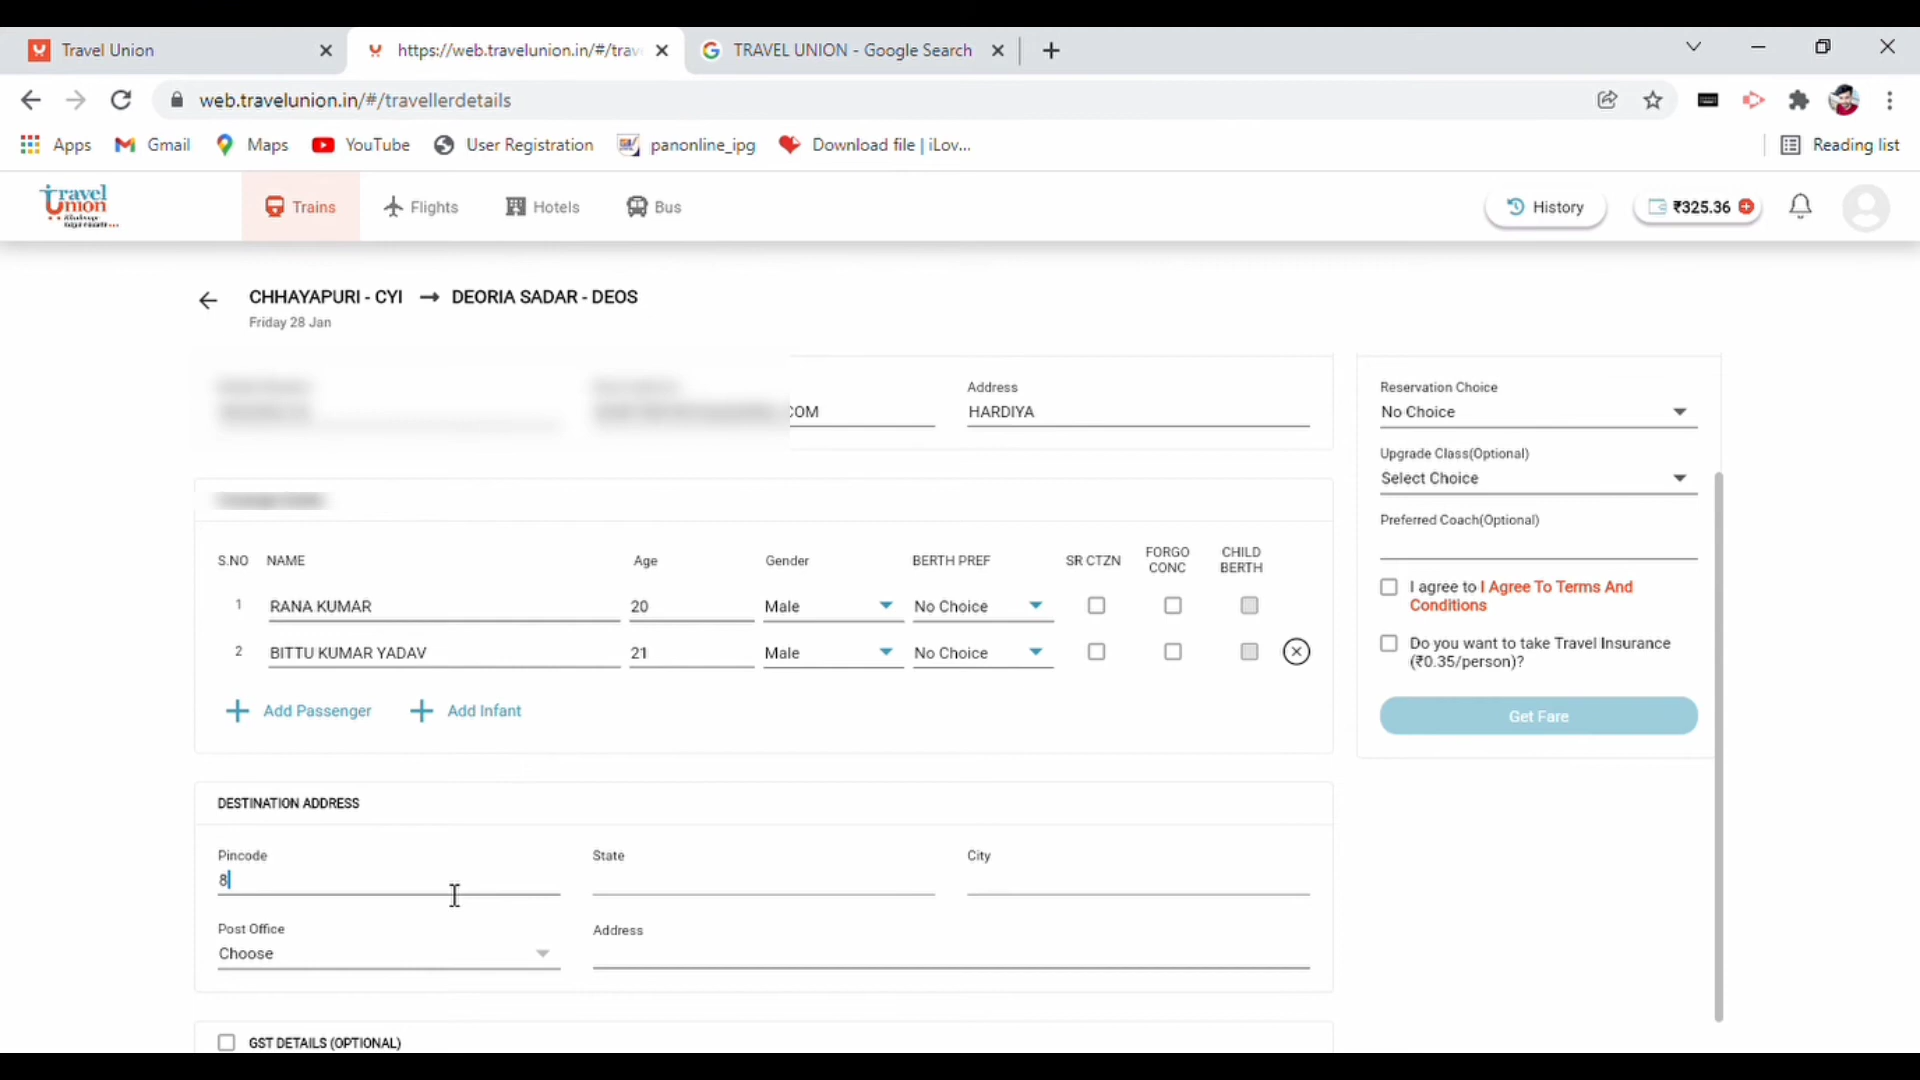 Travel Union
https://web.travelunion.in/#/trav
TRAVEL UNION - Google Search
web.travelunion.in/#/travellerdetails
Apps
Gmail
Maps
YouTube
User Registration
panonline_ipg
Download file | iLov...
Reading list
Travel Union
Trains
Flights
Hotels
Bus
History
₹325.36
CHHAYAPURI - CYI → DEORIA SADAR - DEOS
Friday 28 Jan
COM
Address
HARDIYA
S.NO NAME Age Gender BERTH PREF SR CTZN FORGO CONC CHILD BERTH
1 RANA KUMAR 20 Male No Choice
2 BITTU KUMAR YADAV 21 Male No Choice
+ Add Passenger + Add Infant
DESTINATION ADDRESS
Pincode
8
State
City
Post Office
Choose
Address
GST DETAILS (OPTIONAL)
Reservation Choice
No Choice
Upgrade Class(Optional)
Select Choice
Preferred Coach(Optional)
I agree to I Agree To Terms And
Conditions
Do you want to take Travel Insurance
(₹0.35/person)?
Get Fare